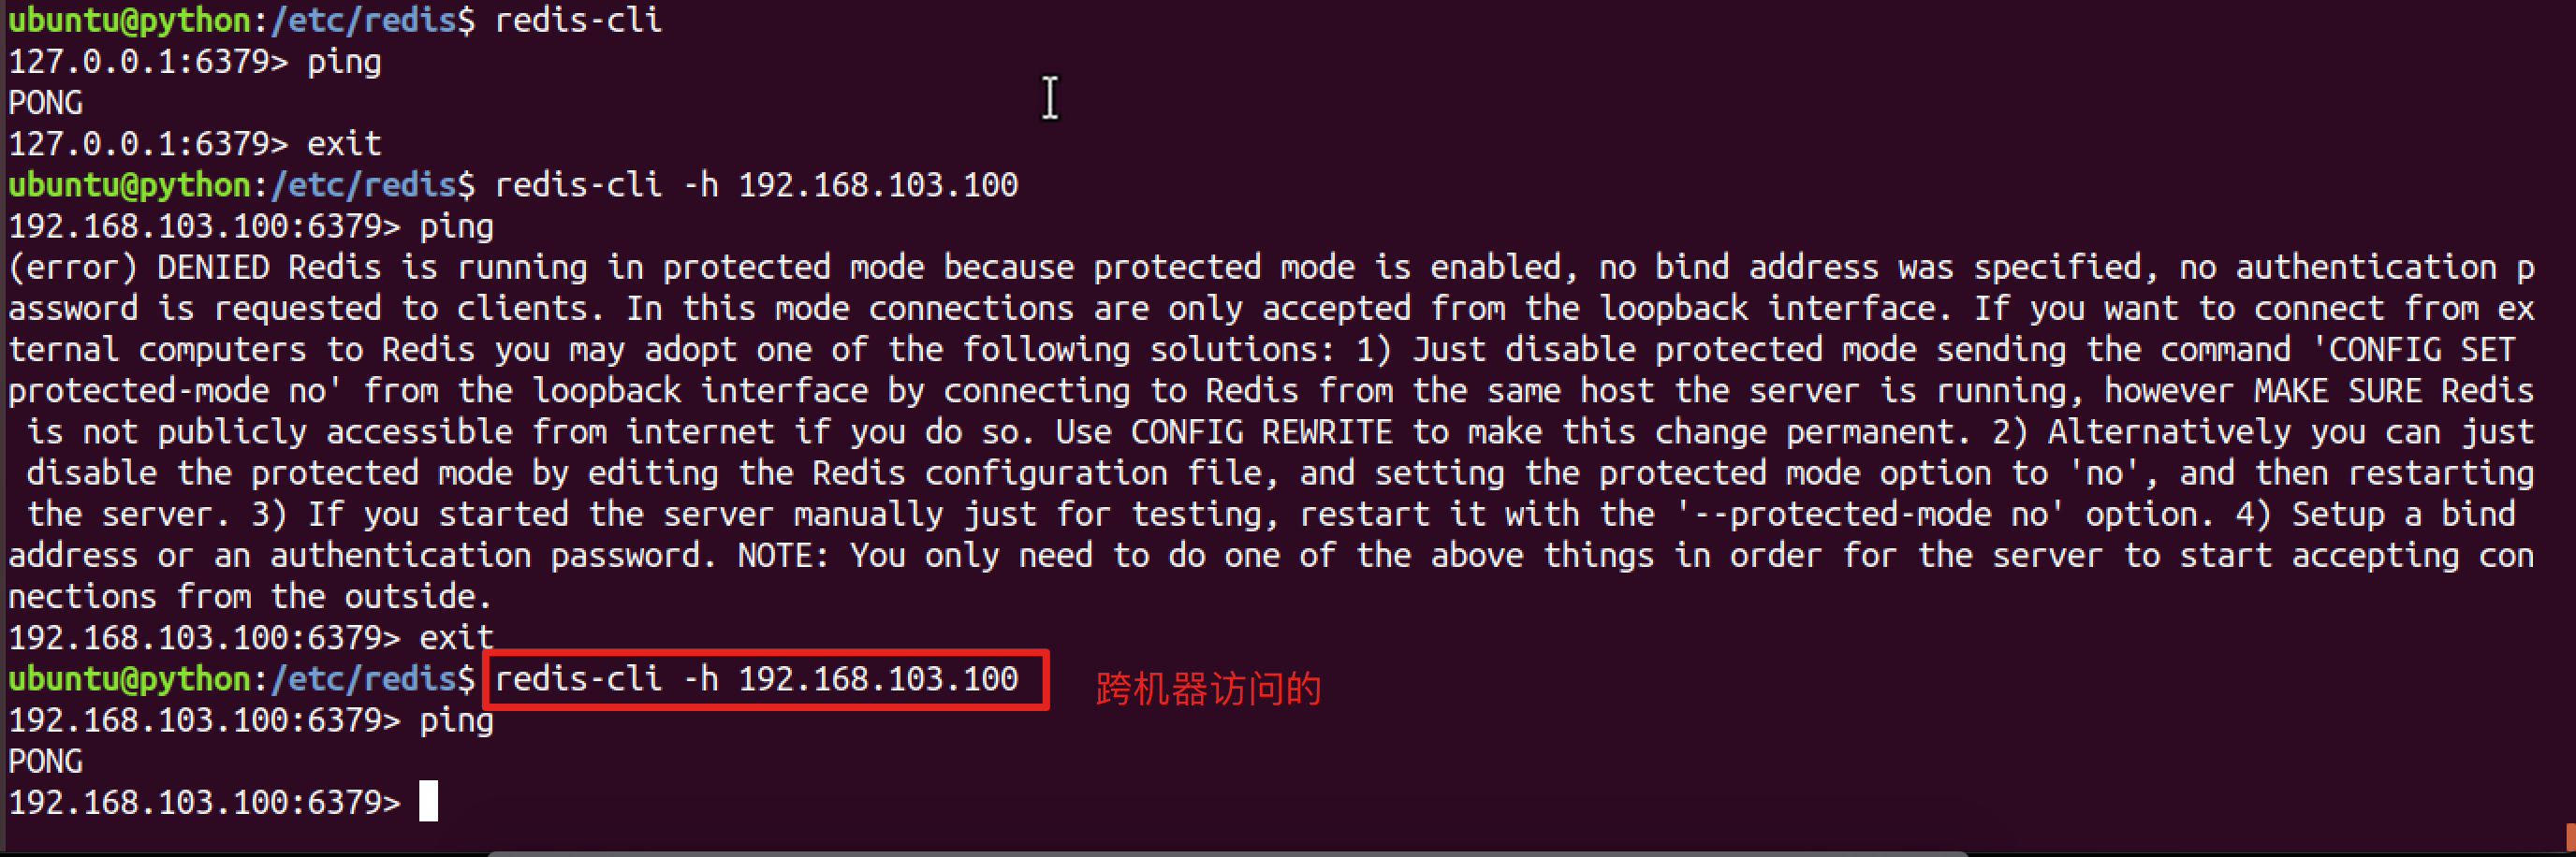 ubuntu@python:/etc/redis$ redis-cli
127.0.0.1:6379> ping
PONG
127.0.0.1:6379> exit
ubuntu@python:/etc/redis$ redis-cli -h 192.168.103.100
192.168.103.100:6379> ping
(error) DENIED Redis is running in protected mode because protected mode is enabled, no bind address was specified, no authentication p
assword is requested to clients. In this mode connections are only accepted from the loopback interface. If you want to connect from ex
ternal computers to Redis you may adopt one of the following solutions: 1) Just disable protected mode sending the command 'CONFIG SET
protected-mode no' from the loopback interface by connecting to Redis from the same host the server is running, however MAKE SURE Redis
is not publicly accessible from internet if you do so. Use CONFIG REWRITE to make this change permanent. 2) Alternatively you can just
disable the protected mode by editing the Redis configuration file, and setting the protected mode option to 'no', and then restarting
the server. 3) If you started the server manually just for testing, restart it with the '--protected-mode no' option. 4) Setup a bind
address or an authentication password. NOTE: You only need to do one of the above things in order for the server to start accepting con
nections from the outside.
192.168.103.100:6379> exit
ubuntu@python:/etc/redis$ redis-cli -h 192.168.103.100 跨机器访问的
192.168.103.100:6379> ping
PONG
192.168.103.100:6379>